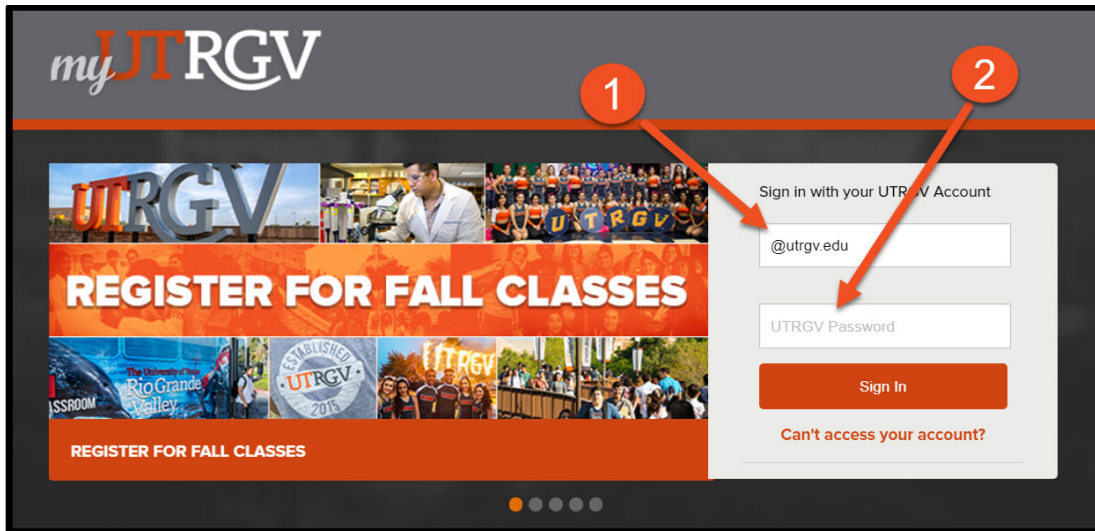 myUTRGV
1
2
UTRGV
UTRGV
Sign in with your UTRGV Account
@utrgv.edu
REGISTER FOR FALL CLASSES
UTRGV Password
The University of Texas
Rio Grande
Valley
ASSROOM
ESTABLISHED
UTRGV
2015
UTRGV
Sign In
Can't access your account?
REGISTER FOR FALL CLASSES